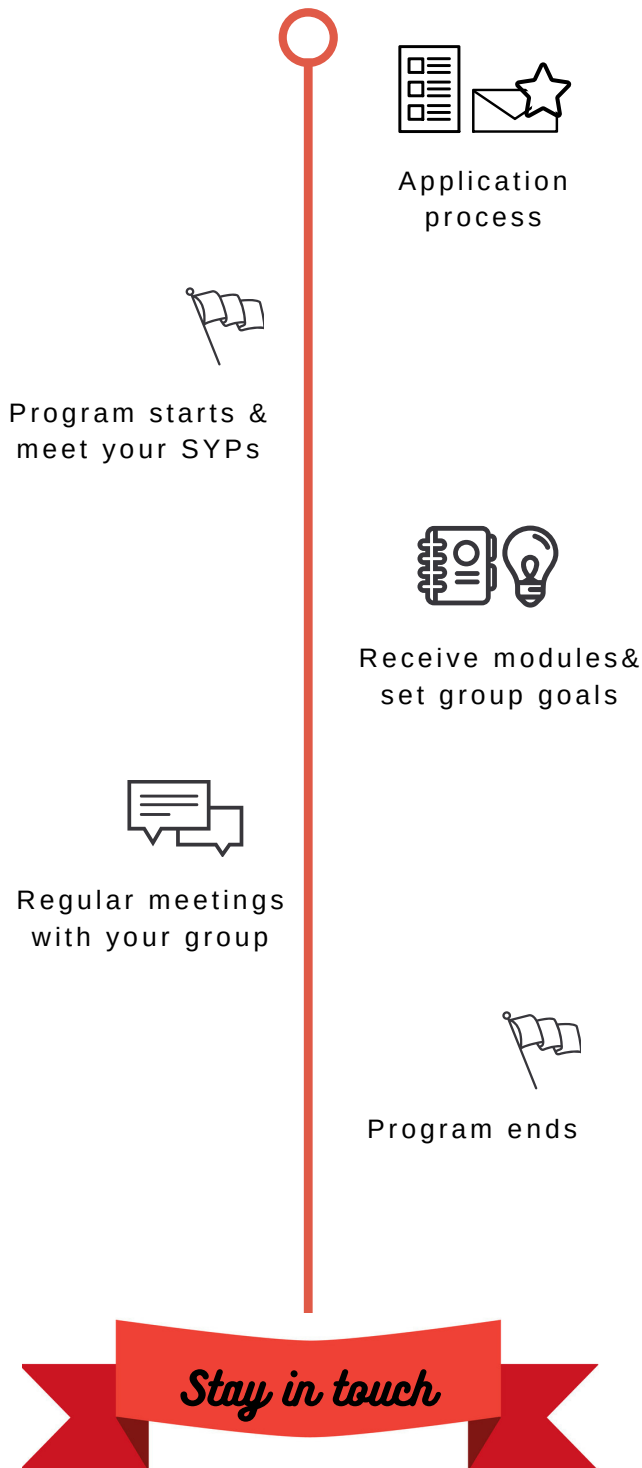 Application
process
Program starts &
meet your SYPs
Receive modules&
set group goals
Regular meetings
with your group
Program ends
Stay in touch